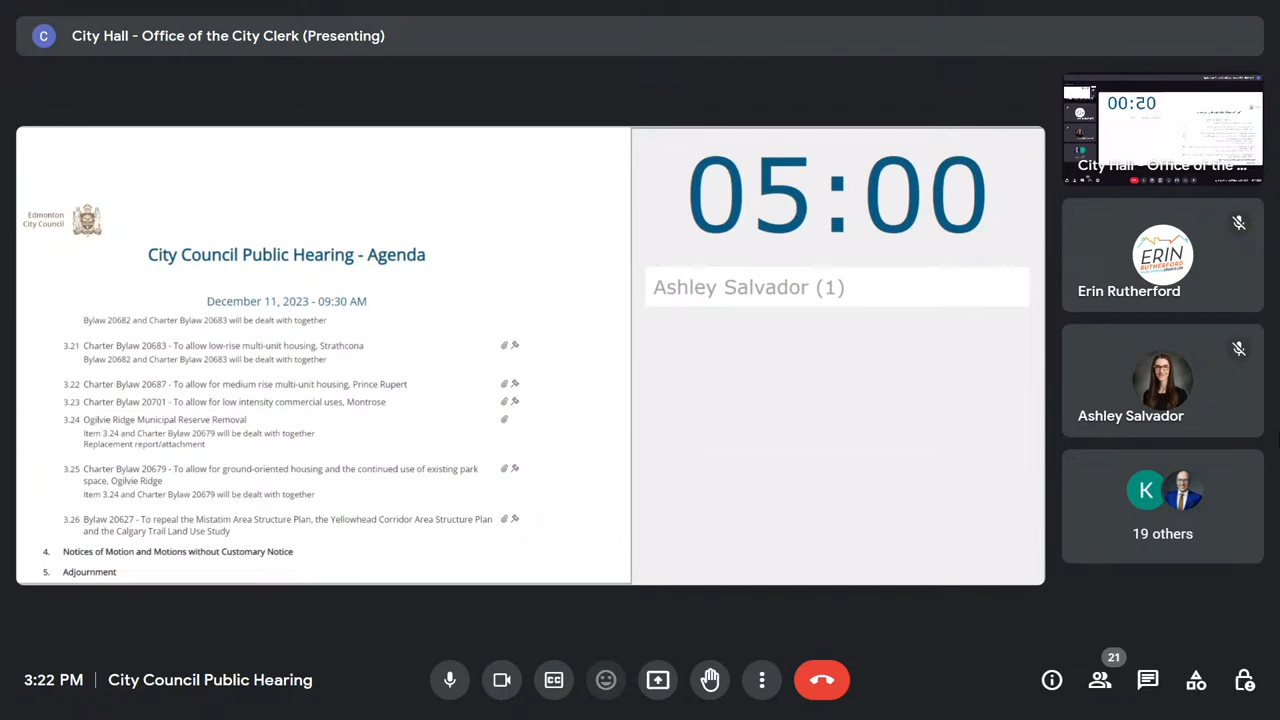 C City Hall - Office of the City Clerk (Presenting)
Edmonton
City Council
City Council Public Hearing - Agenda
December 11, 2023 - 09:30 AM
Bylaw 20682 and Charter Bylaw 20683 will be dealt with together
3.21 Charter Bylaw 20683 - To allow low-rise multi-unit housing, Strathcona
Bylaw 20682 and Charter Bylaw 20683 will be dealt with together
3.22 Charter Bylaw 20687 - To allow for medium rise multi-unit housing, Prince Rupert
3.23 Charter Bylaw 20701 - To allow for low intensity commercial uses, Montrose
3.24 Ogilvie Ridge Municipal Reserve Removal
Item 3.24 and Charter Bylaw 20679 will be dealt with together
Replacement report/attachment
3.25 Charter Bylaw 20679 - To allow for ground-oriented housing and the continued use of existing park
space, Ogilvie Ridge
Item 3.24 and Charter Bylaw 20679 will be dealt with together
3.26 Bylaw 20627 - To repeal the Mistatim Area Structure Plan, the Yellowhead Corridor Area Structure Plan
and the Calgary Trail Land Use Study
4. Notices of Motion and Motions without Customary Notice
5. Adjournment
05:00
Ashley Salvador (1)
05:00
City Hall - Office of the ...
ERIN
RUTHERFORD
Erin Rutherford
Ashley Salvador
K
19 others
3:22 PM | City Council Public Hearing
CC
21